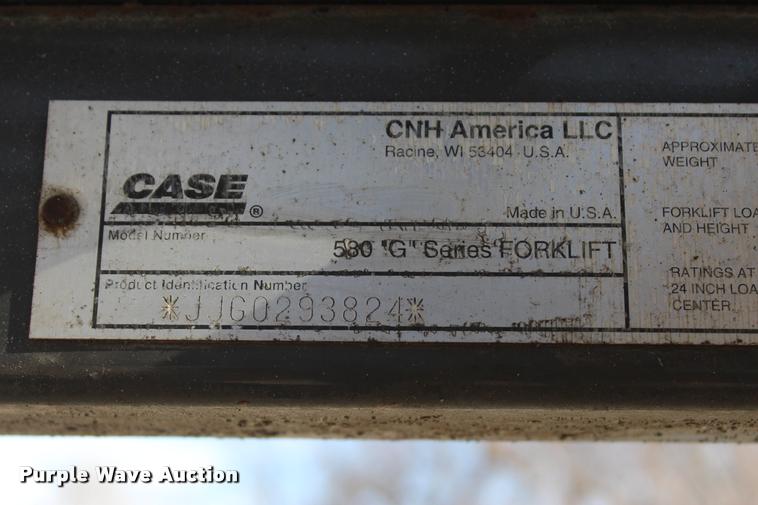 CNH America LLC
Racine, WI 53404 U.S.A.
CASE
®
Made in U.S.A.
Model Number
580 "G" Series FORKLIFT
Product Identification Number
*JJG0293824*
APPROXIMATE
WEIGHT
FORKLIFT LOA
AND HEIGHT
RATINGS AT
24 INCH LOA
CENTER.
Purple Wave Auction